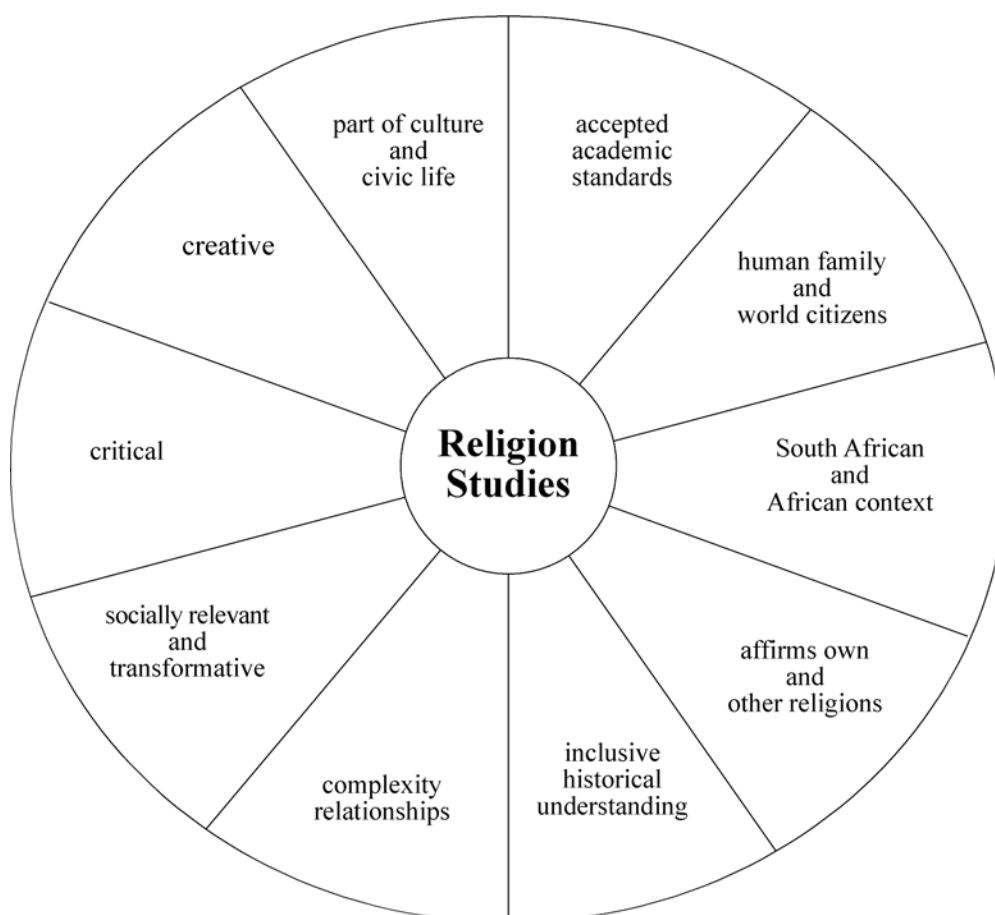 part of culture
and
civic life
accepted
academic
standards
human family
and
world citizens
South African
and
African context
affirms own
and
other religions
inclusive
historical
understanding
complexity
relationships
socially relevant
and
transformative
critical
creative
Religion
Studies